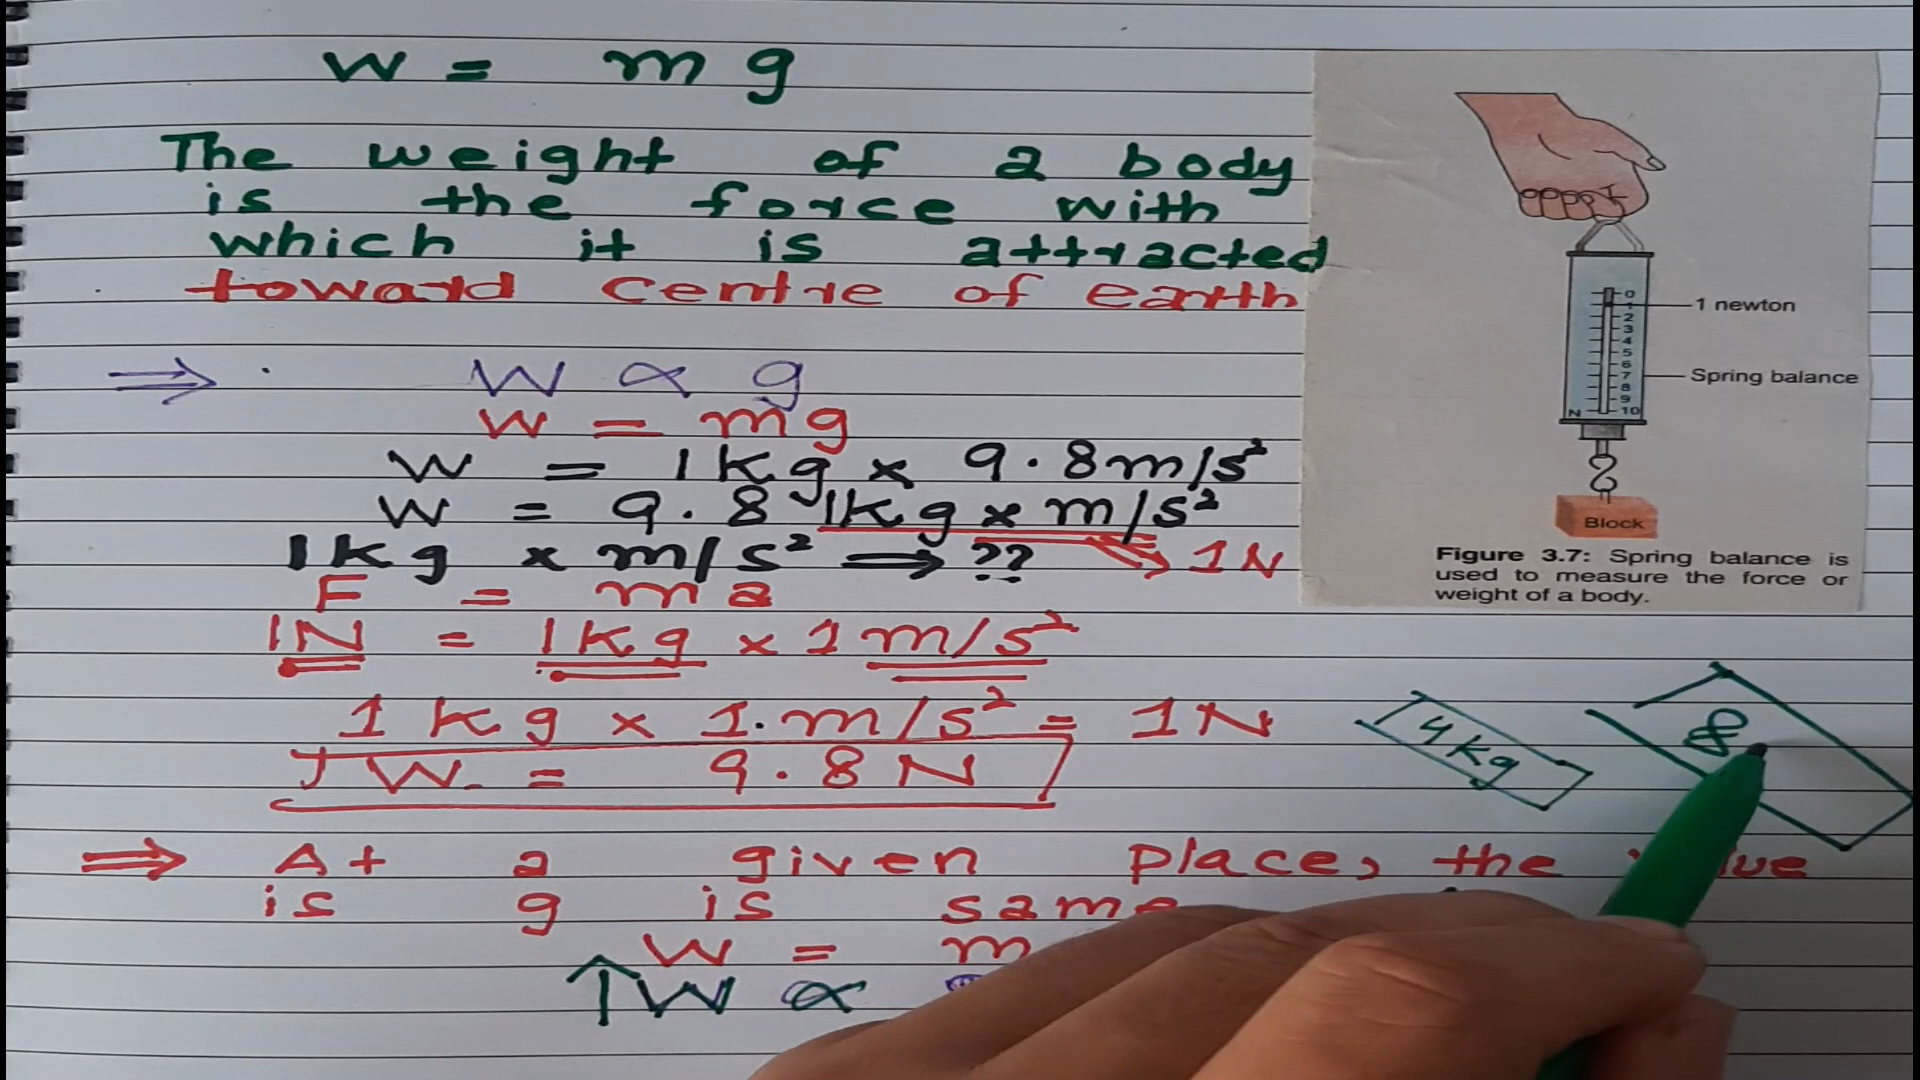 W = mg
The weight of a body
is the force with
which it is attracted
toward centre of earth
⇒ W ∝ g
W = mg
W = 1Kg × 9.8m/s²
W = 9.8 1Kg × m/s²
1Kg × m/s² ⇒ ?? 1N
F = ma
1N = 1Kg × 1 m/s²
1 Kg × 1. m/s² = 1N
W = 9.8N
⇒ At a given place, the
is g is same
W = m
↑W ∝
0
1
2
3
4
5
6
7
8
9
10
N
1 newton
Spring balance
Block
Figure 3.7: Spring balance is
used to measure the force or
weight of a body.
4Kg
8